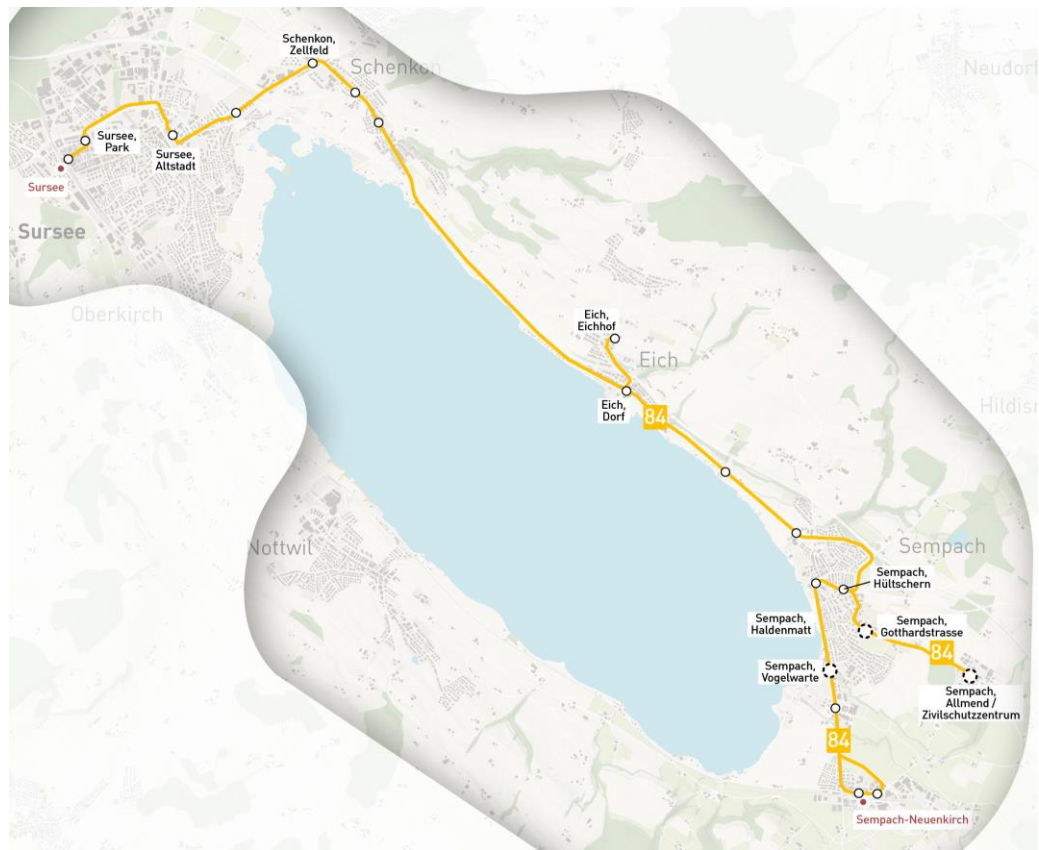 Schenkon,
Zellfeld
Schenkon
Neudorf
Sursee,
Park
Sursee,
Altstadt
Sursee
Sursee
Oberkirch
Eich,
Eichhof
Eich
Eich,
Dorf
84
Hildis
Nottwil
Sempach
Sempach,
Hültschern
Sempach,
Haldenmatt
Sempach,
Gotthardstrasse
84
Sempach,
Vogelwarte
Sempach,
Allmend /
Zivilschutzzentrum
84
Sempach-Neuenkirch